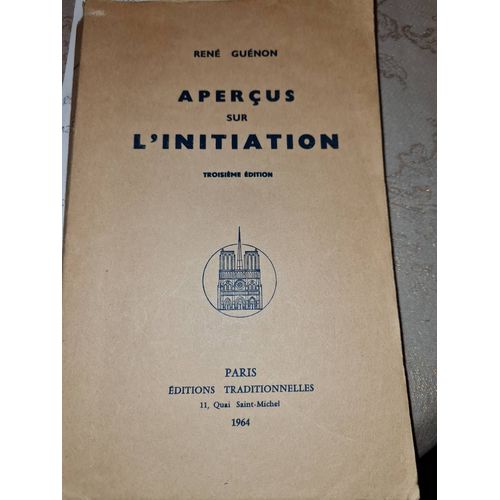 RENÉ GUÉNON
APERÇUS
SUR
L'INITIATION
TROISIÈME ÉDITION
PARIS
ÉDITIONS TRADITIONNELLES
11, Quai Saint-Michel
1964